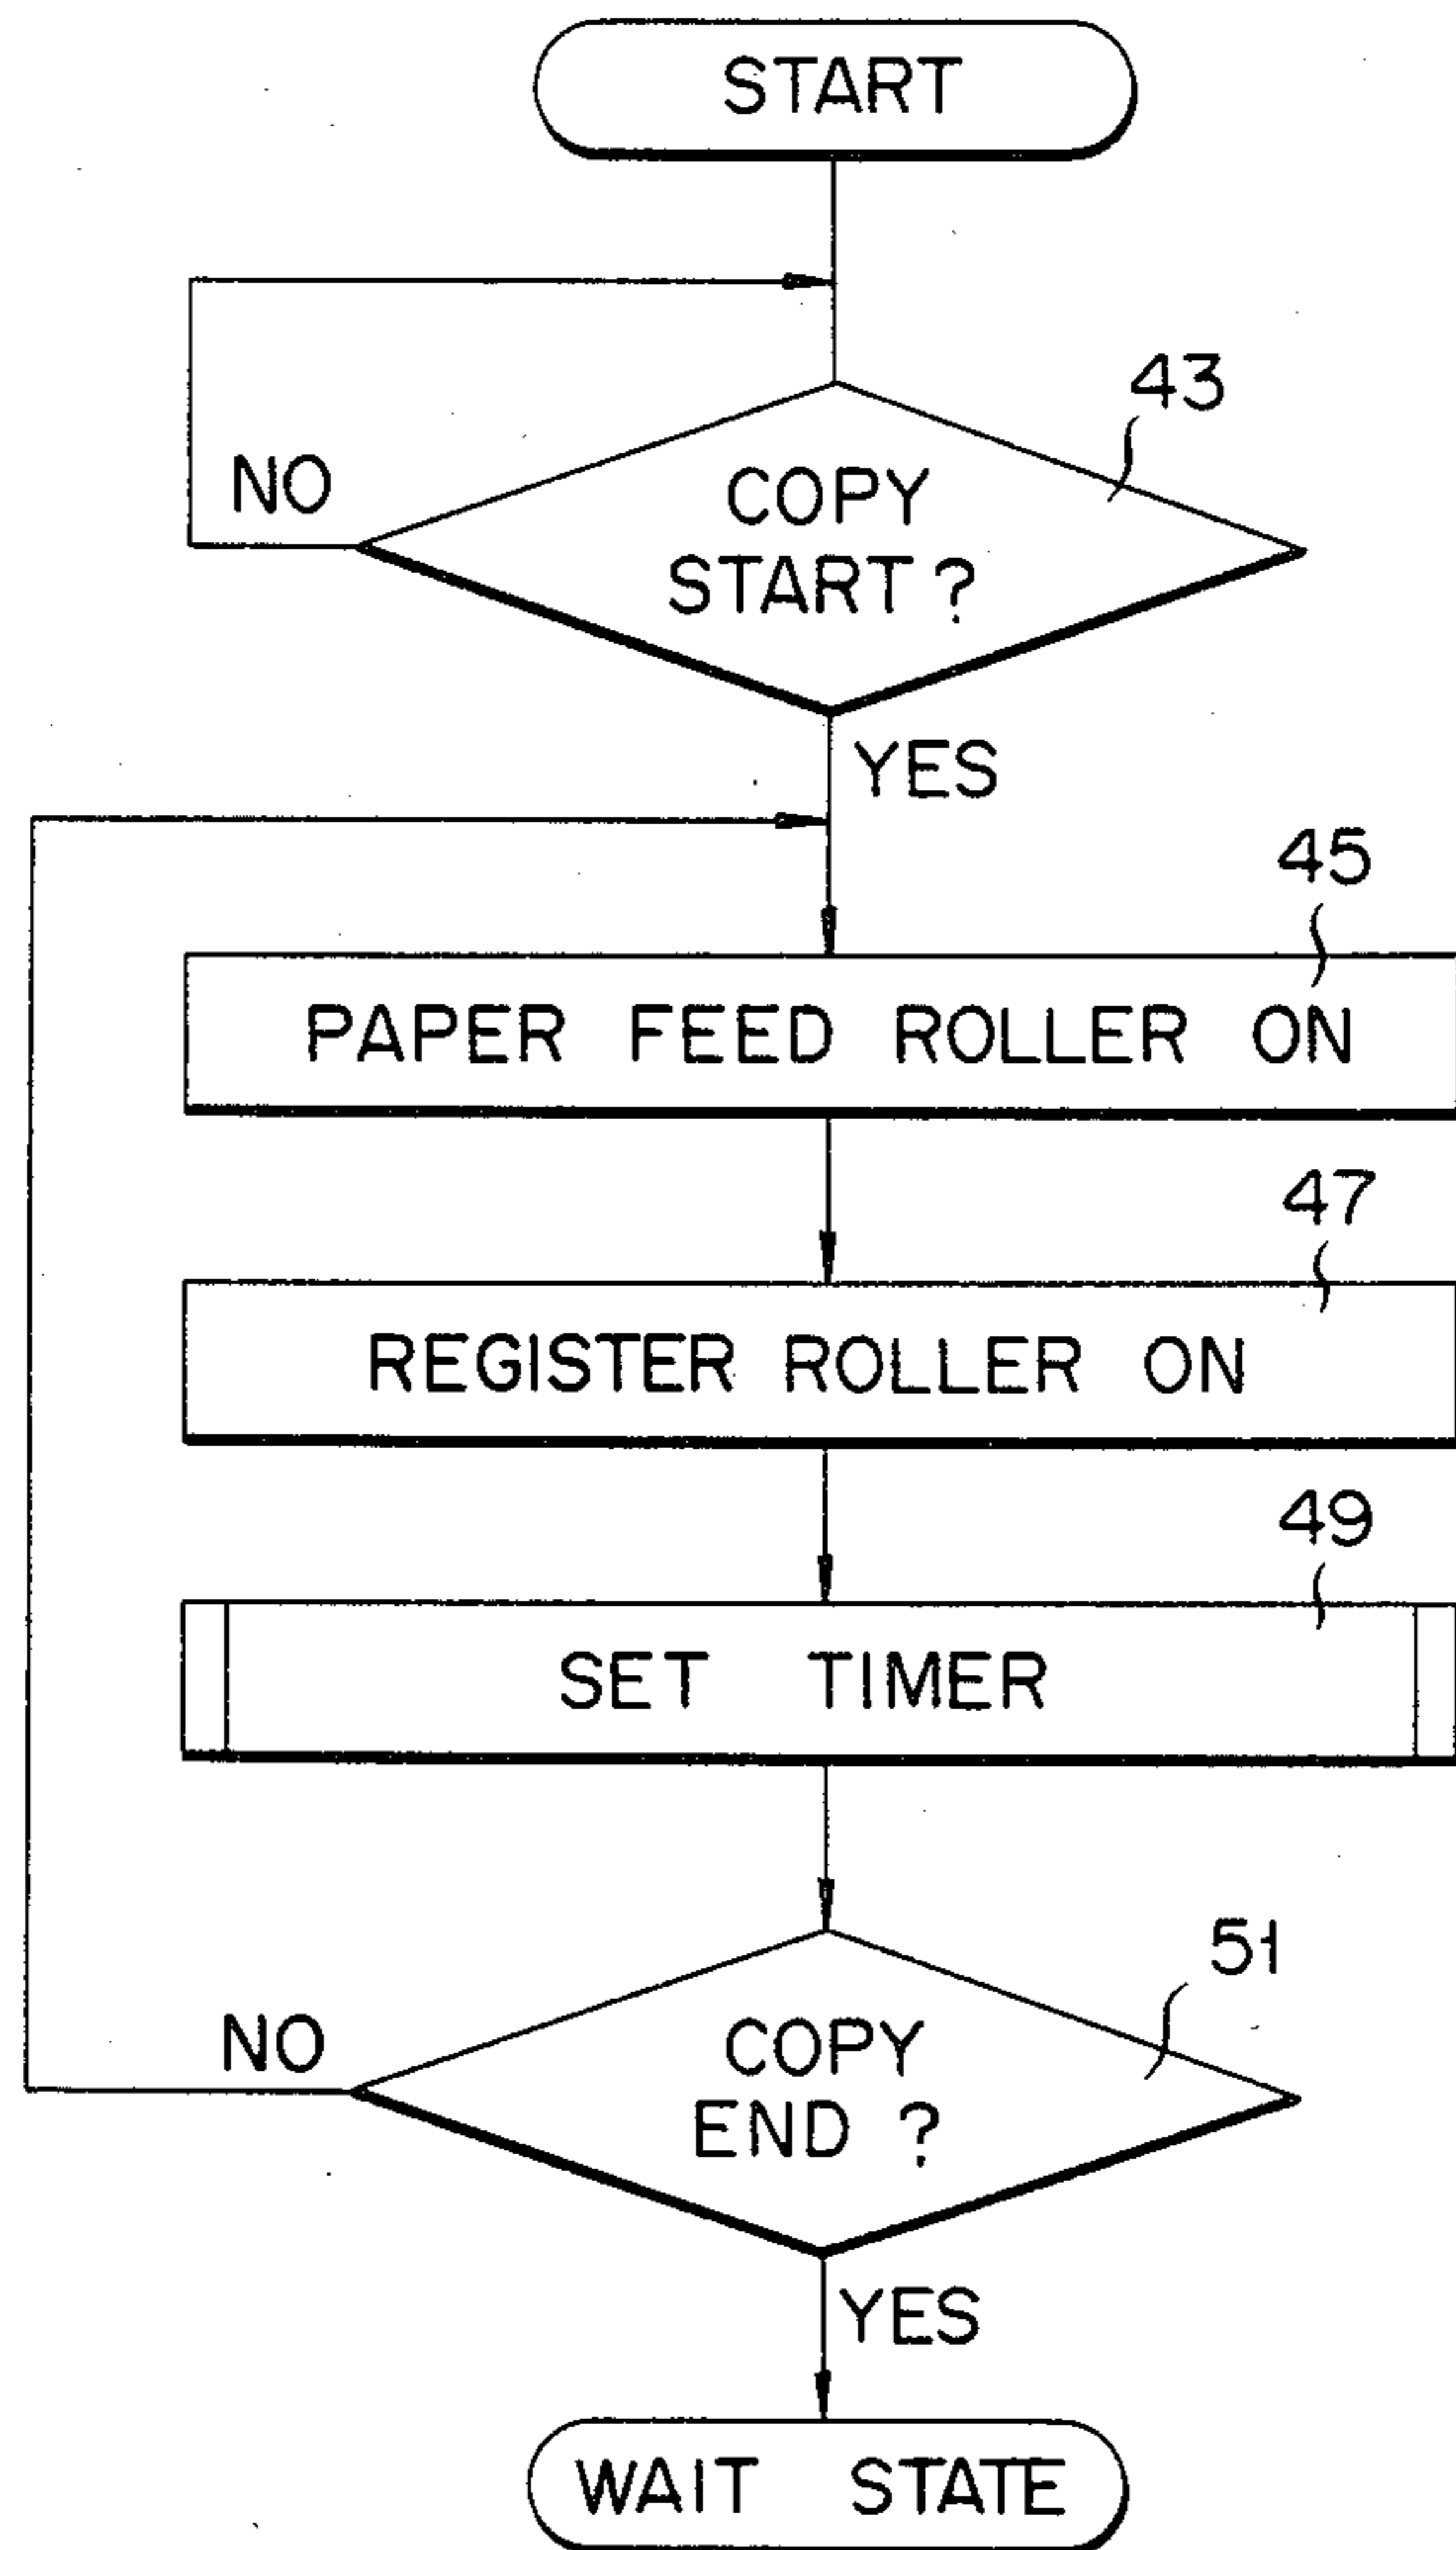 START
43
NO
COPY
START ?
YES
45
PAPER FEED ROLLER ON
47
REGISTER ROLLER ON
49
SET TIMER
51
NO
COPY
END ?
YES
WAIT STATE